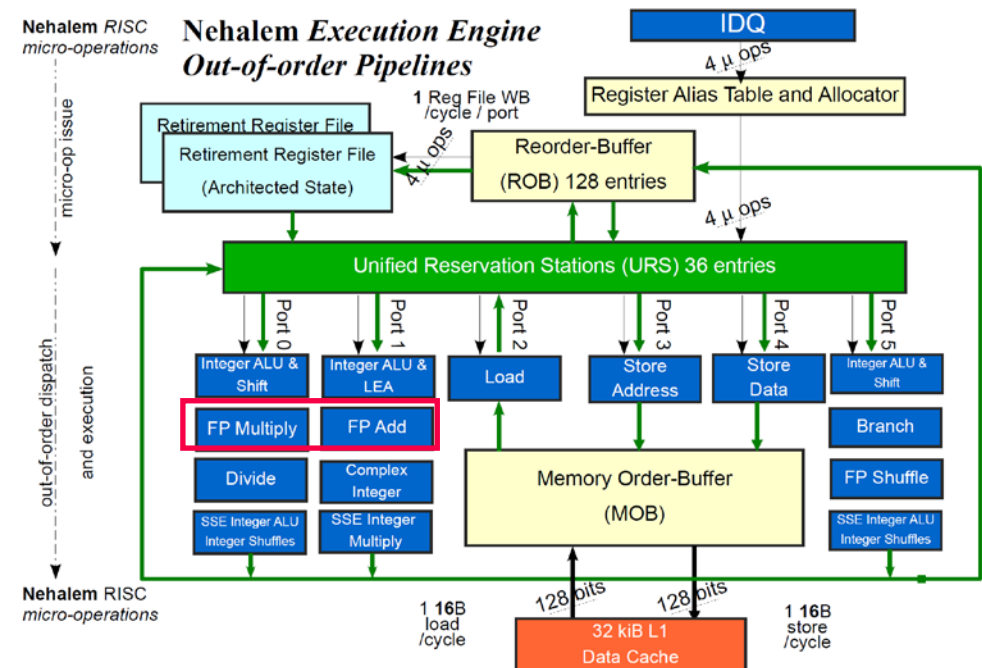 Nehalem RISC
micro-operations
Nehalem Execution Engine
Out-of-order Pipelines
IDQ
4 µ ops
Register Alias Table and Allocator
1 Reg File WB
/cycle / port
Retirement Register File
Retirement Register File
(Architected State)
4 µ ops
Reorder-Buffer
(ROB) 128 entries
4 µ ops
micro-op issue
Unified Reservation Stations (URS) 36 entries
Port 0
Port 1
Port 2
Port 3
Port 4
Port 5
Integer ALU &
Shift
Integer ALU &
LEA
Load
Store
Address
Store
Data
Integer ALU &
Shift
out-of-order dispatch
and execution
FP Multiply
FP Add
Branch
Divide
Complex
Integer
Memory Order-Buffer
(MOB)
FP Shuffle
SSE Integer ALU
Integer Shuffles
SSE Integer
Multiply
SSE Integer ALU
Integer Shuffles
Nehalem RISC
micro-operations
1 16B
load
/cycle
128 bits
128 bits
1 16B
store
/cycle
32 kiB L1
Data Cache